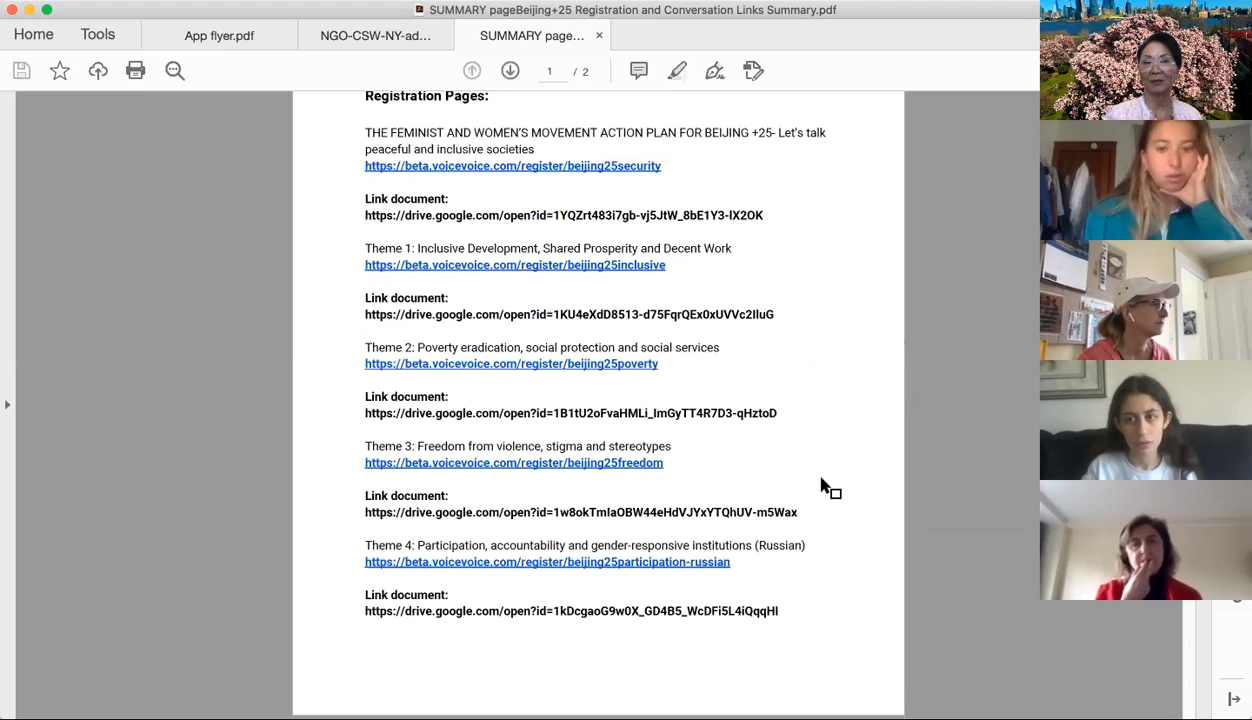 SUMMARY pageBeijing+25 Registration and Conversation Links Summary.pdf
Home Tools App flyer.pdf NGO-CSW-NY-ad... SUMMARY page... ×
1 / 2
Registration Pages:
THE FEMINIST AND WOMEN'S MOVEMENT ACTION PLAN FOR BEIJING +25- Let's talk
peaceful and inclusive societies
https://beta.voicevoice.com/register/beijing25security
Link document:
https://drive.google.com/open?id=1YQZrt483i7gb-vj5JtW_8bE1Y3-lX2OK
Theme 1: Inclusive Development, Shared Prosperity and Decent Work
https://beta.voicevoice.com/register/beijing25inclusive
Link document:
https://drive.google.com/open?id=1KU4eXdD8513-d75FqrQEx0xUVVc2IluG
Theme 2: Poverty eradication, social protection and social services
https://beta.voicevoice.com/register/beijing25poverty
Link document:
https://drive.google.com/open?id=1B1tU2oFvaHMLi_ImGyTT4R7D3-qHztoD
Theme 3: Freedom from violence, stigma and stereotypes
https://beta.voicevoice.com/register/beijing25freedom
Link document:
https://drive.google.com/open?id=1w8okTmIaOBW44eHdVJYxYTQhUV-m5Wax
Theme 4: Participation, accountability and gender-responsive institutions (Russian)
https://beta.voicevoice.com/register/beijing25participation-russian
Link document:
https://drive.google.com/open?id=1kDcgaoG9w0X_GD4B5_WcDFi5L4iQqqHI